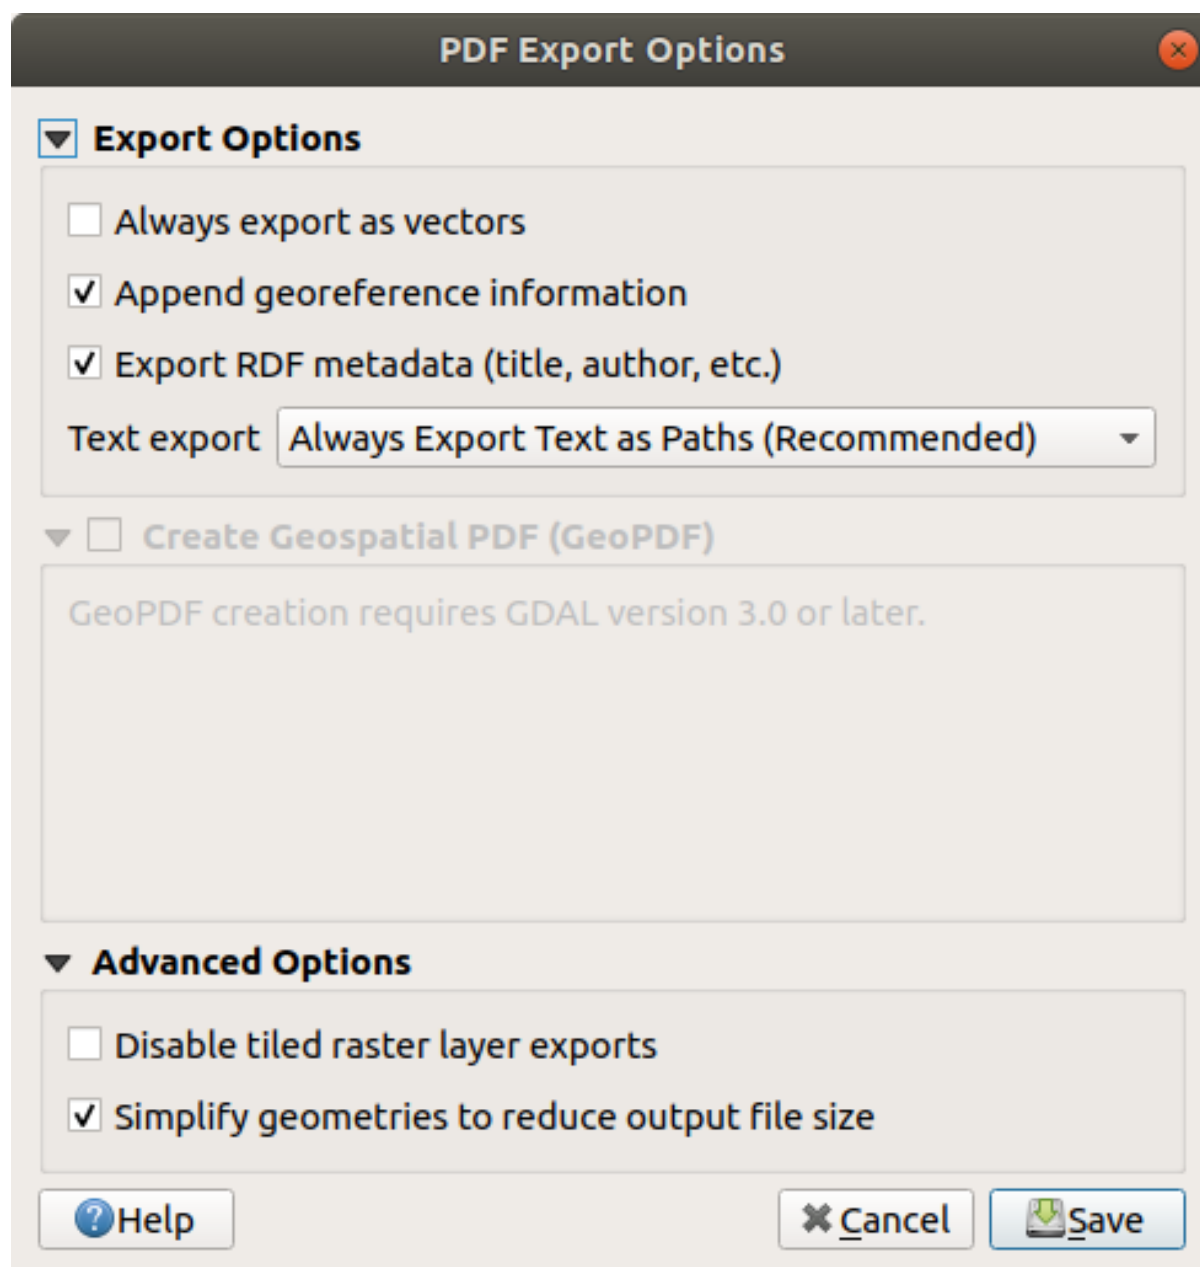 PDF Export Options
Export Options
Always export as vectors
Append georeference information
Export RDF metadata (title, author, etc.)
Text export Always Export Text as Paths (Recommended)
Create Geospatial PDF (GeoPDF)
GeoPDF creation requires GDAL version 3.0 or later.
Advanced Options
Disable tiled raster layer exports
Simplify geometries to reduce output file size
Help Cancel Save